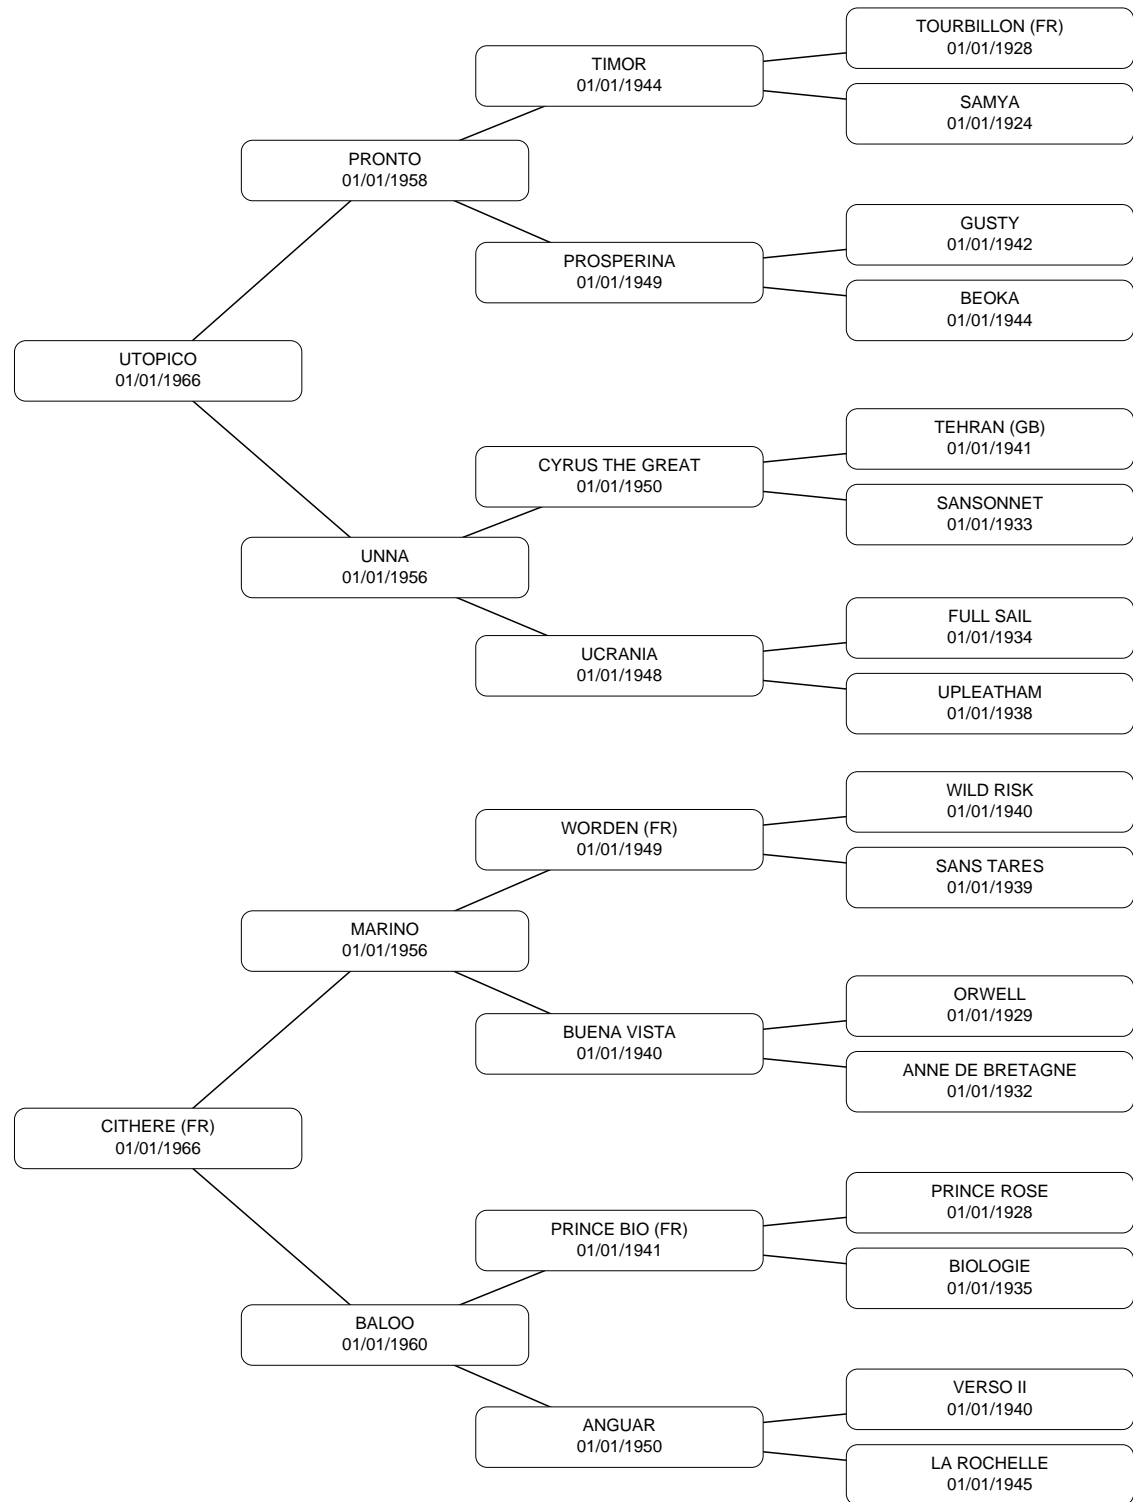 TOURBILLON (FR)
01/01/1928
TIMOR
01/01/1944
SAMYA
01/01/1924
PRONTO
01/01/1958
GUSTY
01/01/1942
PROSPERINA
01/01/1949
BEOKA
01/01/1944
UTOPICO
01/01/1966
TEHRAN (GB)
01/01/1941
CYRUS THE GREAT
01/01/1950
SANSONNET
01/01/1933
UNNA
01/01/1956
FULL SAIL
01/01/1934
UCRANIA
01/01/1948
UPLEATHAM
01/01/1938
WILD RISK
01/01/1940
WORDEN (FR)
01/01/1949
SANS TARES
01/01/1939
MARINO
01/01/1956
ORWELL
01/01/1929
BUENA VISTA
01/01/1940
ANNE DE BRETAGNE
01/01/1932
CITHERE (FR)
01/01/1966
PRINCE ROSE
01/01/1928
PRINCE BIO (FR)
01/01/1941
BIOLOGIE
01/01/1935
BALOO
01/01/1960
VERSO II
01/01/1940
ANGUAR
01/01/1950
LA ROCHELLE
01/01/1945